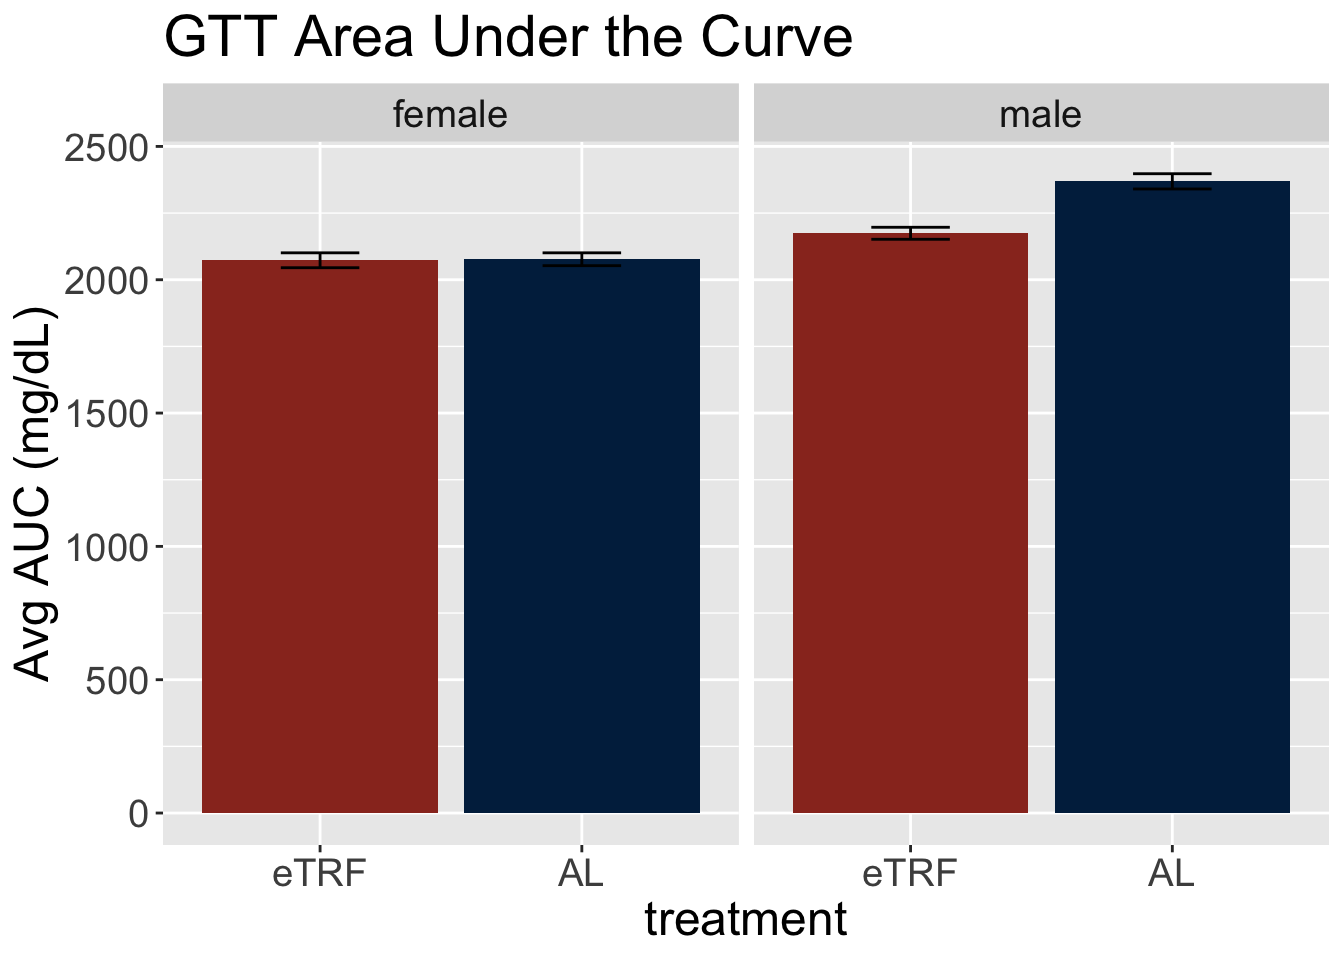 GTT Area Under the Curve
female
male
Avg AUC (mg/dL)
2500
2000
1500
1000
500
0
eTRF
AL
eTRF
AL
treatment